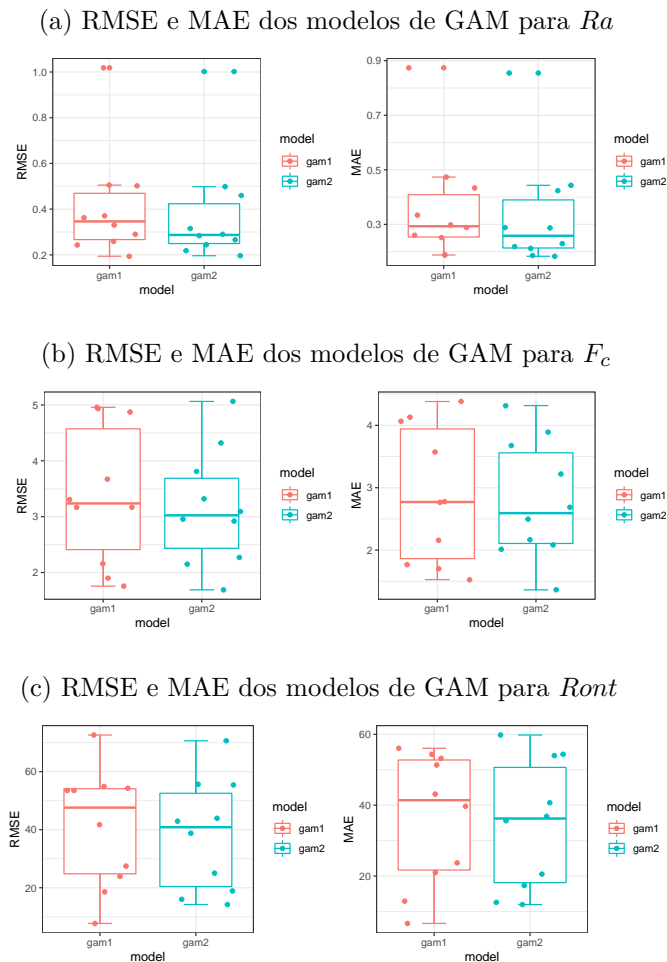 (a) RMSE e MAE dos modelos de GAM para Ra
1.0
0.8
0.6
0.4
0.2
RMSE
gam1
gam2
model
model
gam1
gam2
0.9
0.7
0.5
0.3
MAE
gam1
gam2
model
model
gam1
gam2
(b) RMSE e MAE dos modelos de GAM para Fc
5
4
3
2
RMSE
gam1
gam2
model
model
gam1
gam2
4
3
2
MAE
gam1
gam2
model
model
gam1
gam2
(c) RMSE e MAE dos modelos de GAM para Ront
60
40
20
RMSE
gam1
gam2
model
model
gam1
gam2
60
40
20
MAE
gam1
gam2
model
model
gam1
gam2